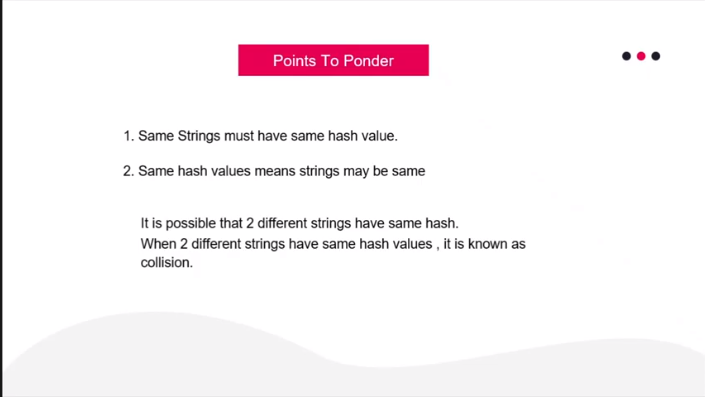 Points To Ponder
1. Same Strings must have same hash value.
2. Same hash values means strings may be same
It is possible that 2 different strings have same hash.
When 2 different strings have same hash values , it is known as
collision.